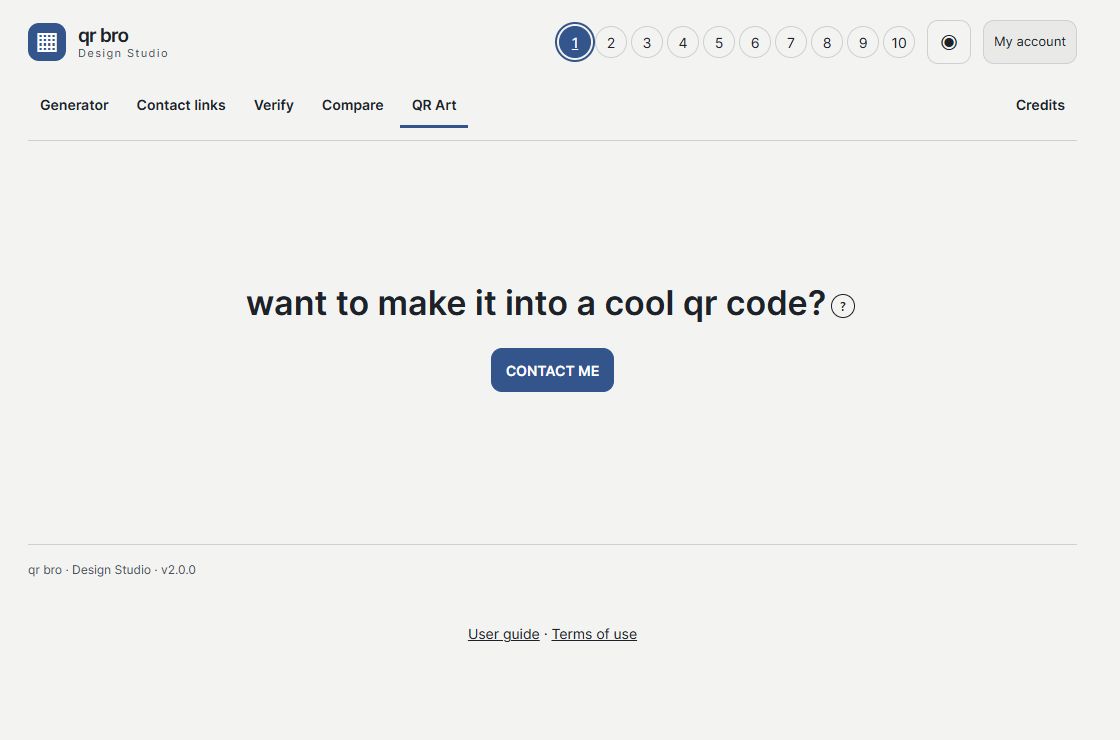 qr bro
Design Studio
1 2 3 4 5 6 7 8 9 10
My account
Generator Contact links Verify Compare QR Art Credits
want to make it into a cool qr code? ?
CONTACT ME
qr bro · Design Studio · v2.0.0
User guide · Terms of use